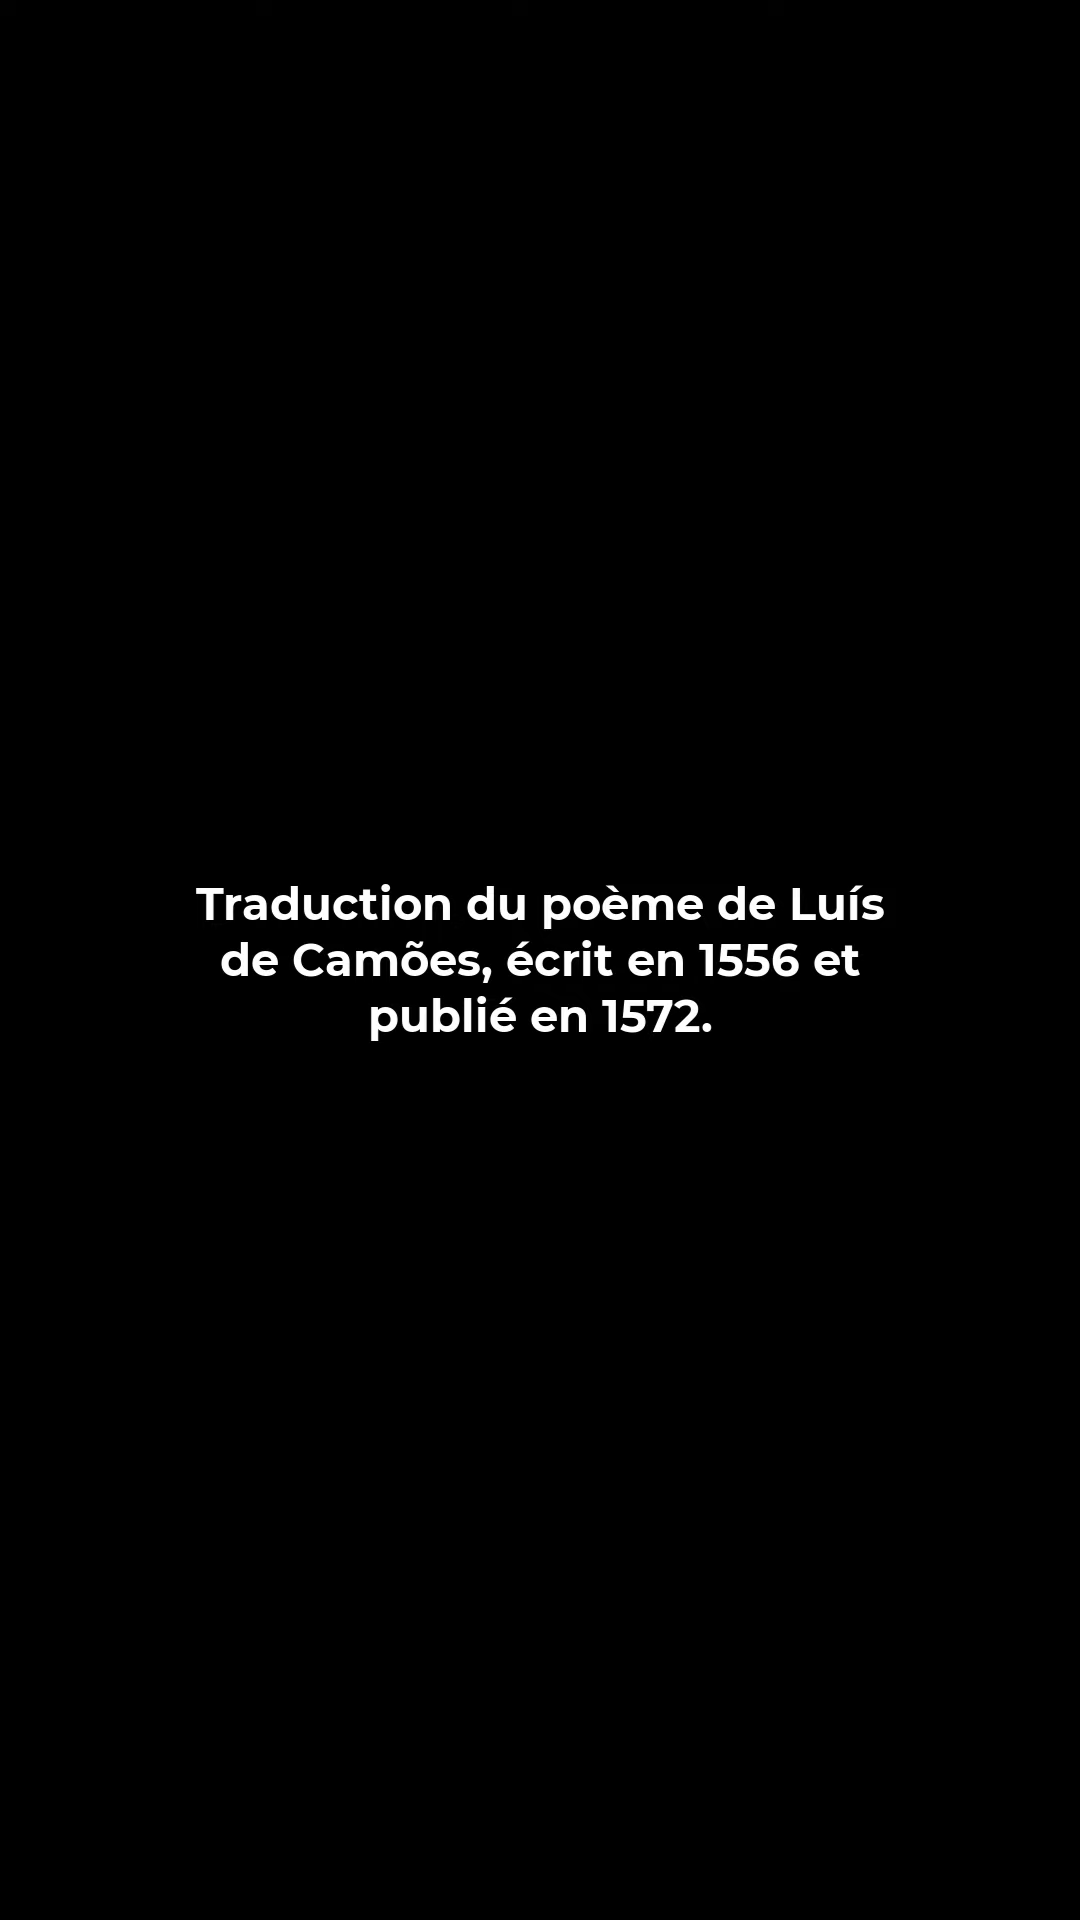 Traduction du poème de Luís
de Camões, écrit en 1556 et
publié en 1572.